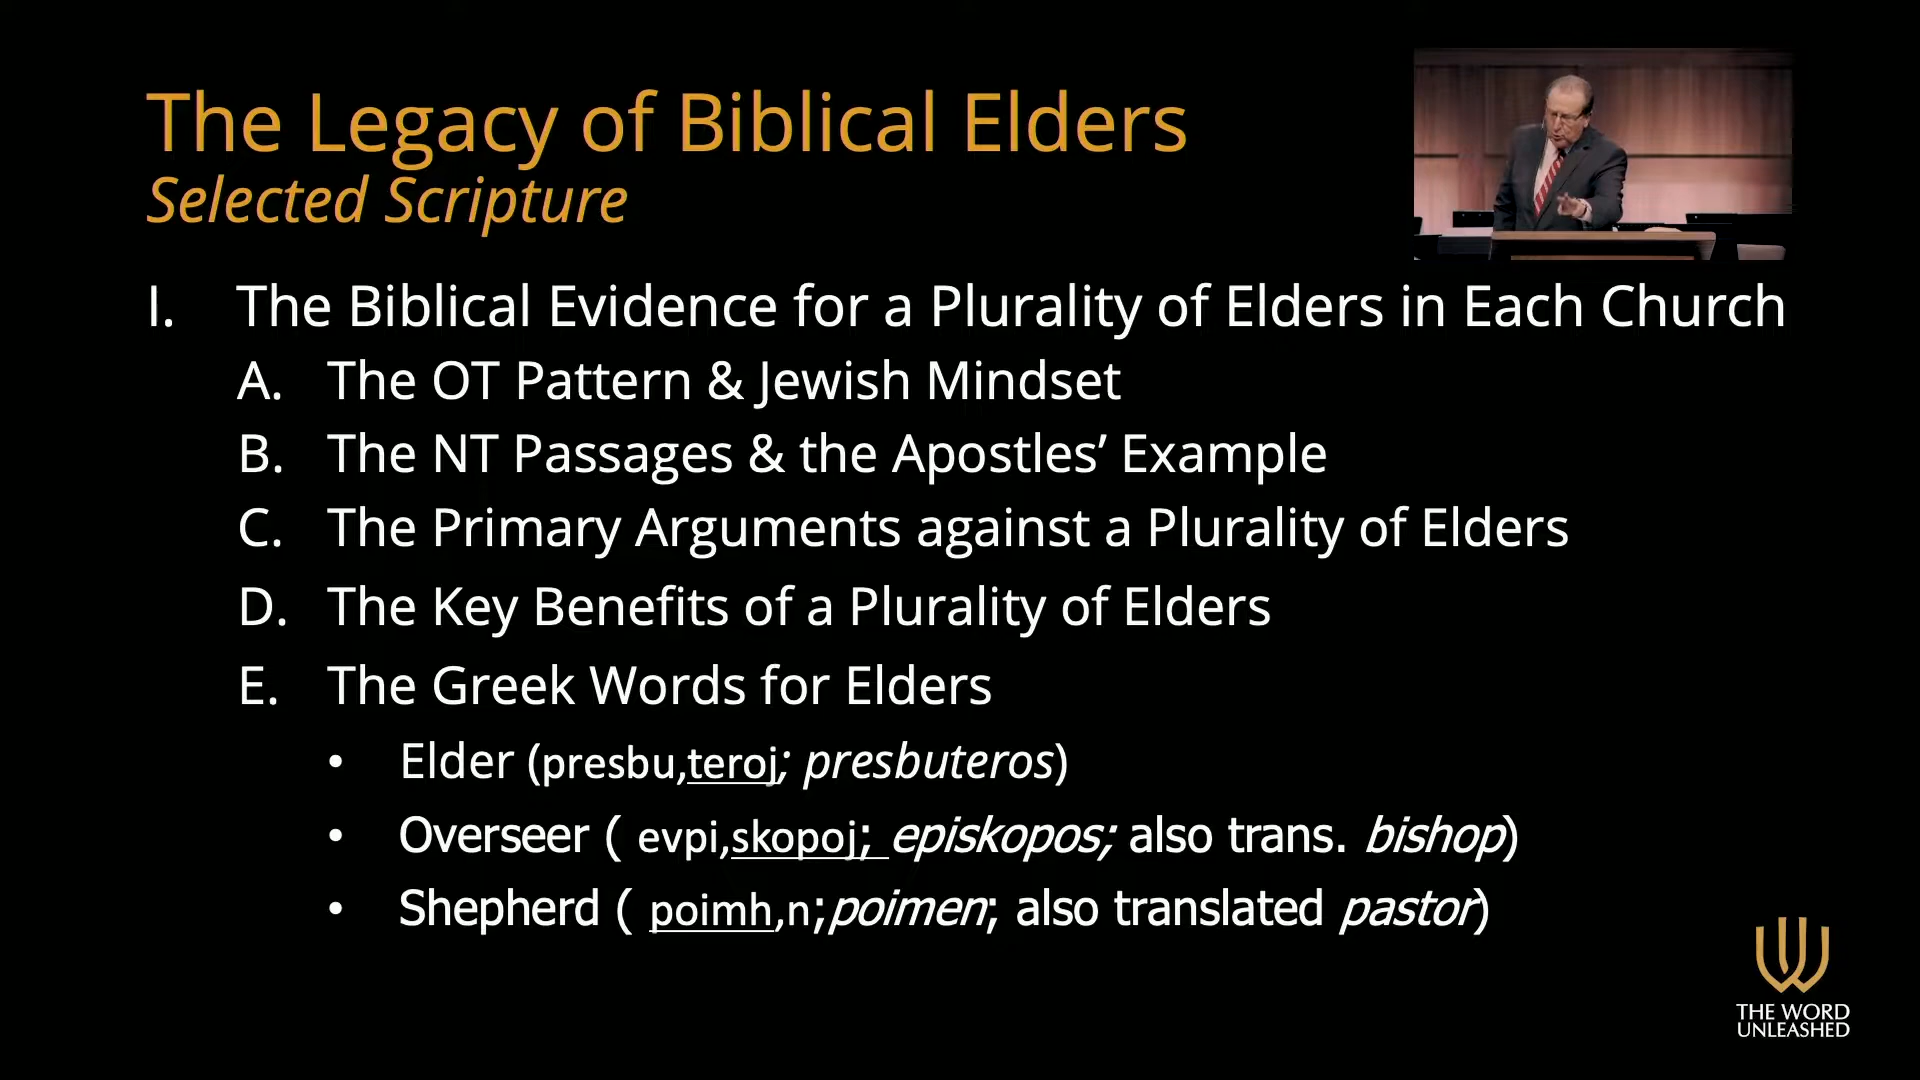 The Legacy of Biblical Elders
Selected Scripture
I. The Biblical Evidence for a Plurality of Elders in Each Church
A. The OT Pattern & Jewish Mindset
B. The NT Passages & the Apostles’ Example
C. The Primary Arguments against a Plurality of Elders
D. The Key Benefits of a Plurality of Elders
E. The Greek Words for Elders
• Elder (presbu,teroj; presbuteros)
• Overseer ( evpi,skopoj; episkopos; also trans. bishop)
• Shepherd ( poimh,n;poimen; also translated pastor)
THE WORD
UNLEASHED